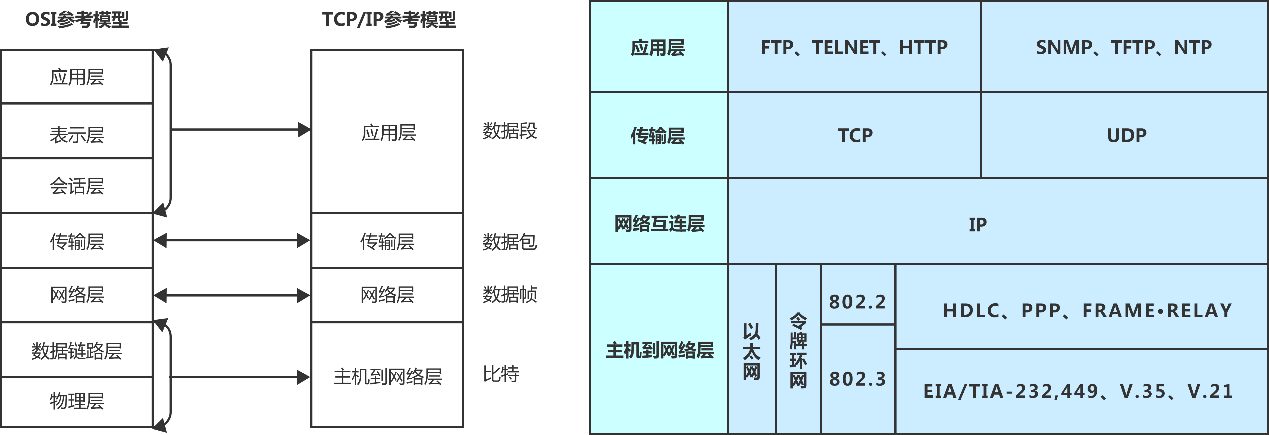 OSI参考模型
TCP/IP参考模型
应用层
表示层
会话层
传输层
网络层
数据链路层
物理层
应用层
数据段
传输层
数据包
网络层
数据帧
主机到网络层
比特
应用层
FTP、TELNET、HTTP
SNMP、TFTP、NTP
传输层
TCP
UDP
网络互连层
IP
主机到网络层
以太网
令牌环网
802.2
802.3
HDLC、PPP、FRAME·RELAY
EIA/TIA-232,449、V.35、V.21